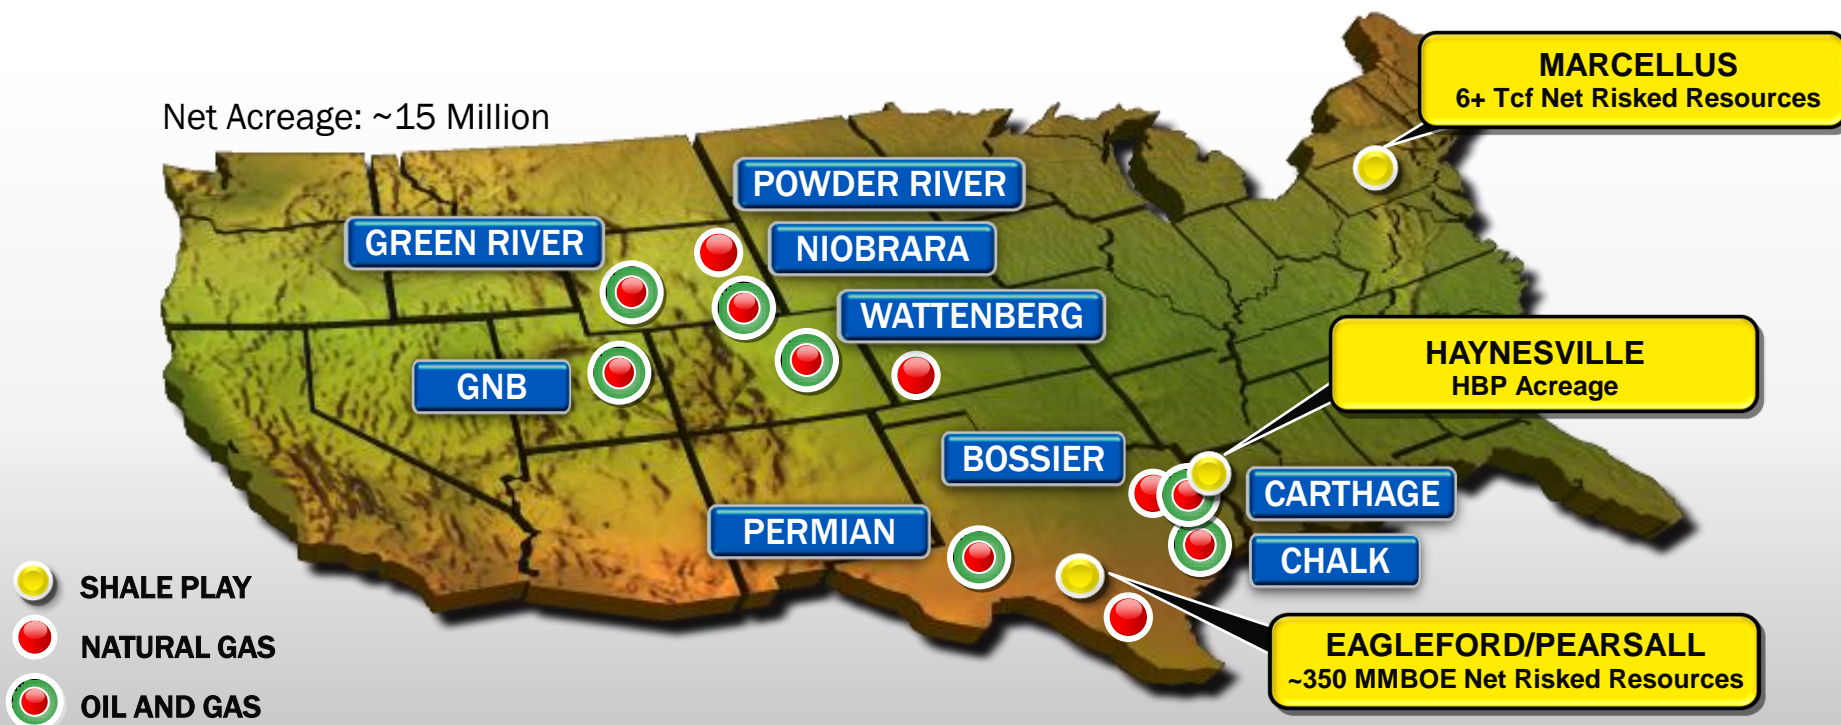 MARCELLUS
6+ Tcf Net Risked Resources
Net Acreage: ~15 Million
POWDER RIVER
GREEN RIVER
NIOBRARA
WATTENBERG
HAYNESVILLE
HBP Acreage
GNB
BOSSIER
CARTHAGE
PERMIAN
CHALK
SHALE PLAY
NATURAL GAS
OIL AND GAS
EAGLEFORD/PEARSALL
~350 MMBOE Net Risked Resources